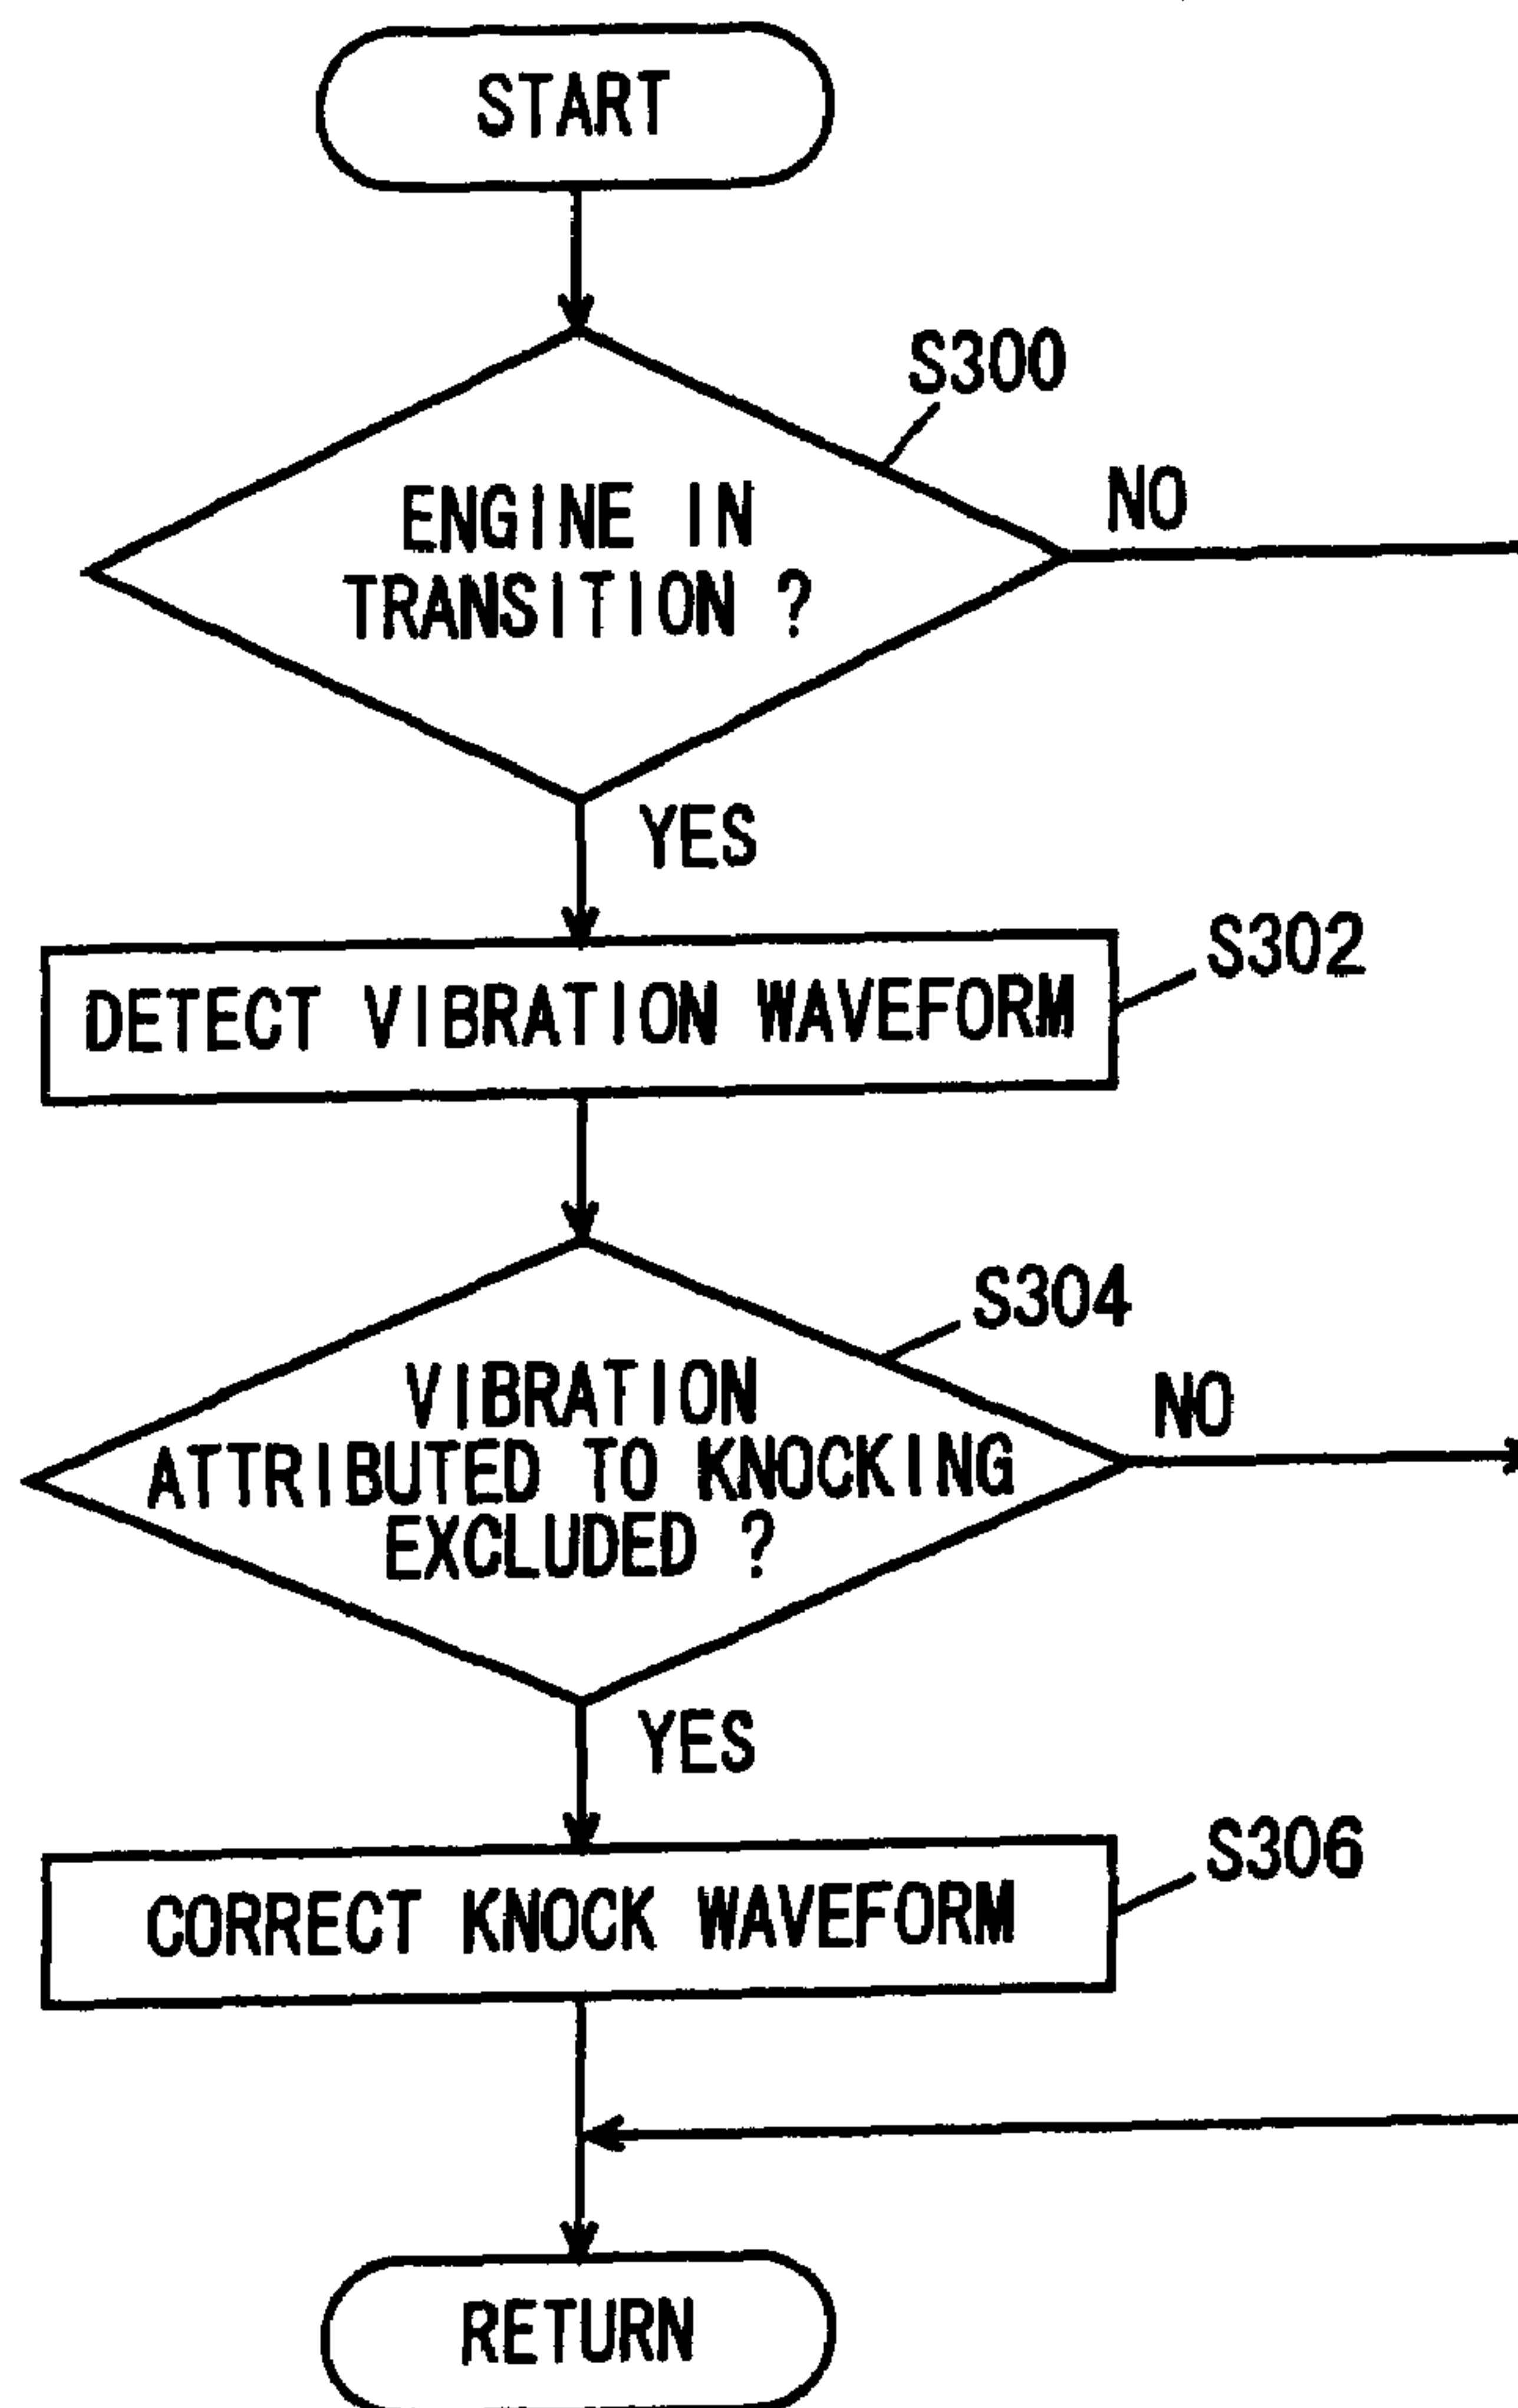 START
S300
ENGINE IN
TRANSITION ?
NO
YES
S302
DETECT VIBRATION WAVEFORM
S304
VIBRATION
ATTRIBUTED TO KNOCKING
EXCLUDED ?
NO
YES
S306
CORRECT KNOCK WAVEFORM
RETURN